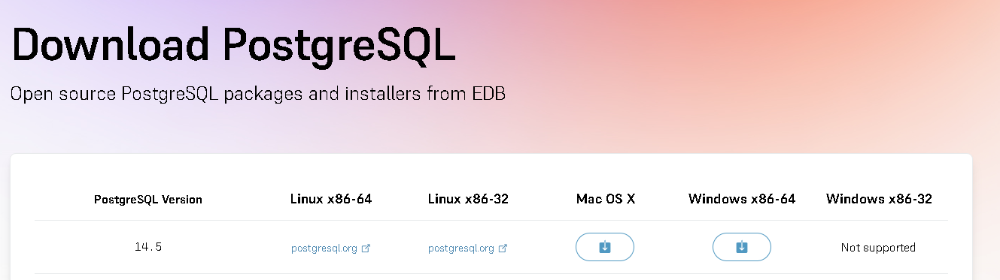 Download PostgreSQL
Open source PostgreSQL packages and installers from EDB
PostgreSQL Version Linux x86-64 Linux x86-32 Mac OS X Windows x86-64 Windows x86-32
14.5 postgresql.org postgresql.org Not supported